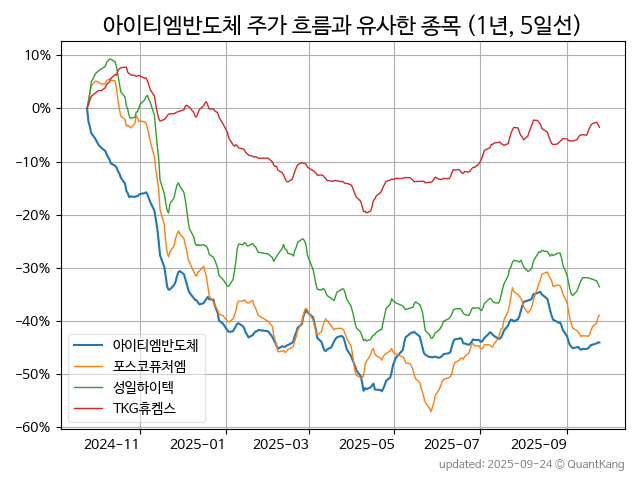 아이티엠반도체 주가 흐름과 유사한 종목 (1년, 5일선)
10%
0%
−10%
−20%
−30%
−40%
−50%
−60%
아이티엠반도체
포스코퓨처엠
성일하이텍
TKG휴켐스
2024-11
2025-01
2025-03
2025-05
2025-07
2025-09
updated: 2025-09-24 © QuantKang